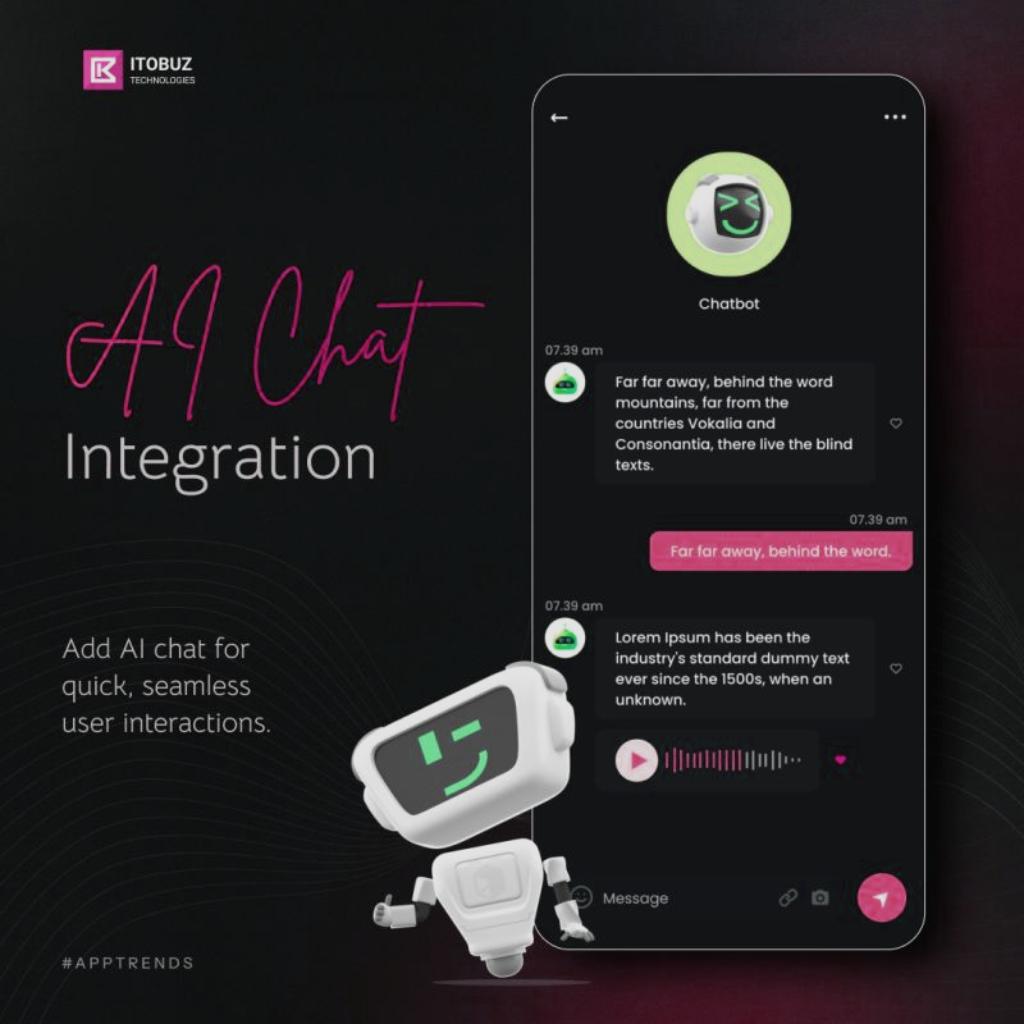 ITOBUZ
TECHNOLOGIES
AI Chat
Integration
Add AI chat for
quick, seamless
user interactions.
#APPTRENDS
Chatbot
07.39 am
Far far away, behind the word
mountains, far from the
countries Vokalia and
Consonantia, there live the blind
texts.
07.39 am
Far far away, behind the word.
07.39 am
Lorem Ipsum has been the
industry's standard dummy text
ever since the 1500s, when an
unknown.
Message